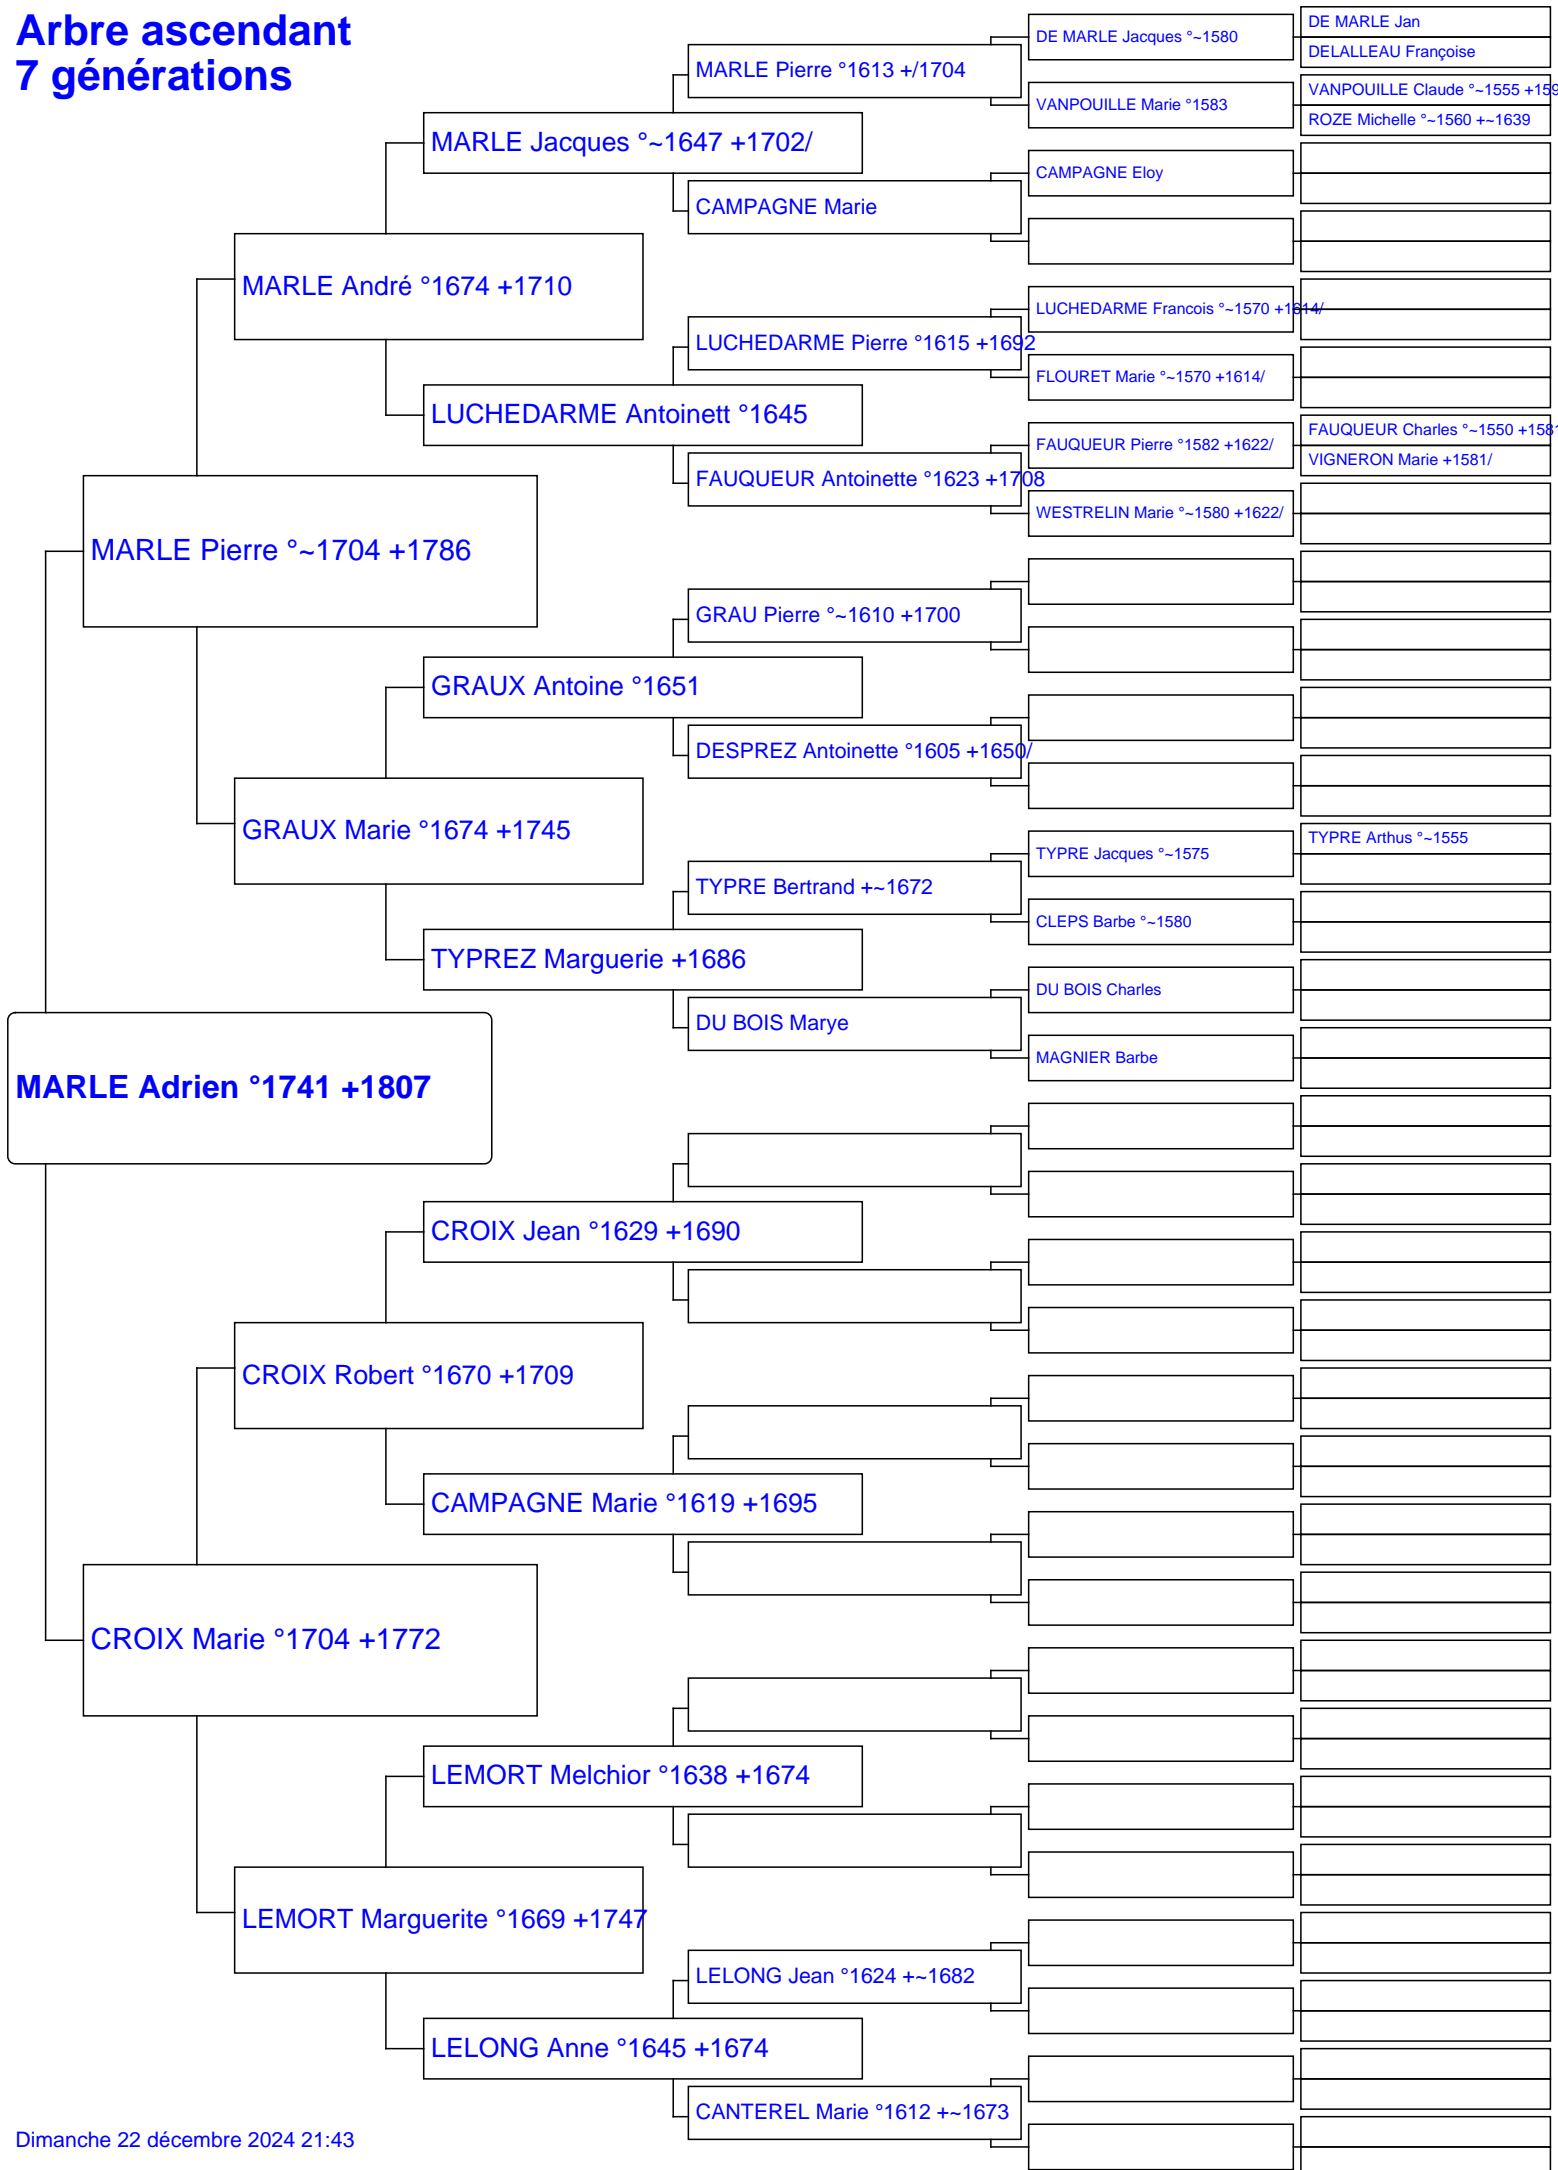 Arbre ascendant
7 générations
DE MARLE Jan
DE MARLE Jacques °~1580
DELALLEAU Françoise
MARLE Pierre °1613 +/1704
VANPOUILLE Claude °~1555 +159
VANPOUILLE Marie °1583
ROZE Michelle °~1560 +~1639
MARLE Jacques °~1647 +1702/
CAMPAGNE Eloy
CAMPAGNE Marie
MARLE André °1674 +1710
LUCHEDARME Francois °~1570 +1614/
LUCHEDARME Pierre °1615 +1692
FLOURET Marie °~1570 +1614/
LUCHEDARME Antoinett °1645
FAUQUEUR Charles °~1550 +1581
FAUQUEUR Pierre °1582 +1622/
VIGNERON Marie +1581/
FAUQUEUR Antoinette °1623 +1708
WESTRELIN Marie °~1580 +1622/
MARLE Pierre °~1704 +1786
GRAU Pierre °~1610 +1700
GRAUX Antoine °1651
DESPREZ Antoinette °1605 +1650/
GRAUX Marie °1674 +1745
TYPRE Arthus °~1555
TYPRE Jacques °~1575
TYPRE Bertrand +~1672
CLEPS Barbe °~1580
TYPREZ Marguerie +1686
DU BOIS Charles
DU BOIS Marye
MAGNIER Barbe
MARLE Adrien °1741 +1807
CROIX Jean °1629 +1690
CROIX Robert °1670 +1709
CAMPAGNE Marie °1619 +1695
CROIX Marie °1704 +1772
LEMORT Melchior °1638 +1674
LEMORT Marguerite °1669 +1747
LELONG Jean °1624 +~1682
LELONG Anne °1645 +1674
CANTEREL Marie °1612 +~1673
Dimanche 22 décembre 2024 21:43